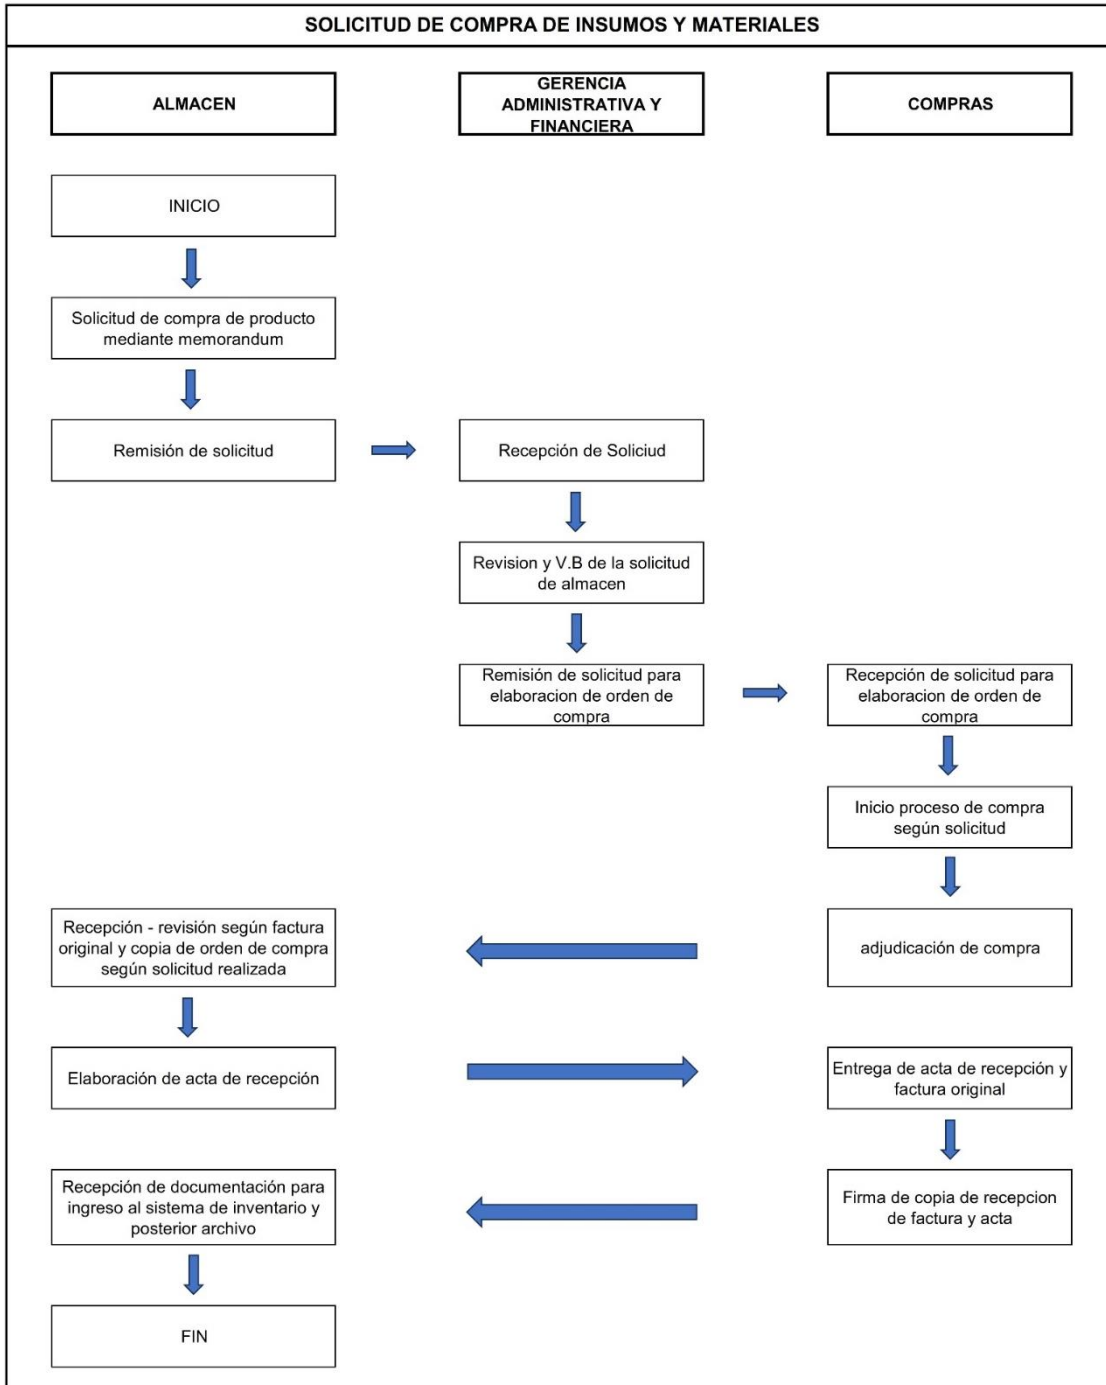 SOLICITUD DE COMPRA DE INSUMOS Y MATERIALES
ALMACEN
GERENCIA
ADMINISTRATIVA Y
FINANCIERA
COMPRAS
INICIO
Solicitud de compra de producto
mediante memorandum
Remisión de solicitud
Recepción de Soliciud
Revision y V.B de la solicitud
de almacen
Remisión de solicitud para
elaboracion de orden de
compra
Recepción de solicitud para
elaboracion de orden de
compra
Inicio proceso de compra
según solicitud
adjudicación de compra
Recepción - revisión según factura
original y copia de orden de compra
según solicitud realizada
Elaboración de acta de recepción
Entrega de acta de recepción y
factura original
Firma de copia de recepcion
de factura y acta
Recepción de documentación para
ingreso al sistema de inventario y
posterior archivo
FIN